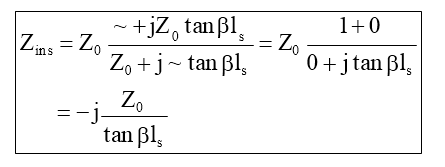 Z_ins = Z_0 (~ + jZ_0 tan βl_s) / (Z_0 + j ~ tan βl_s) = Z_0 (1 + 0) / (0 + j tan βl_s)
= -j Z_0 / (tan βl_s)